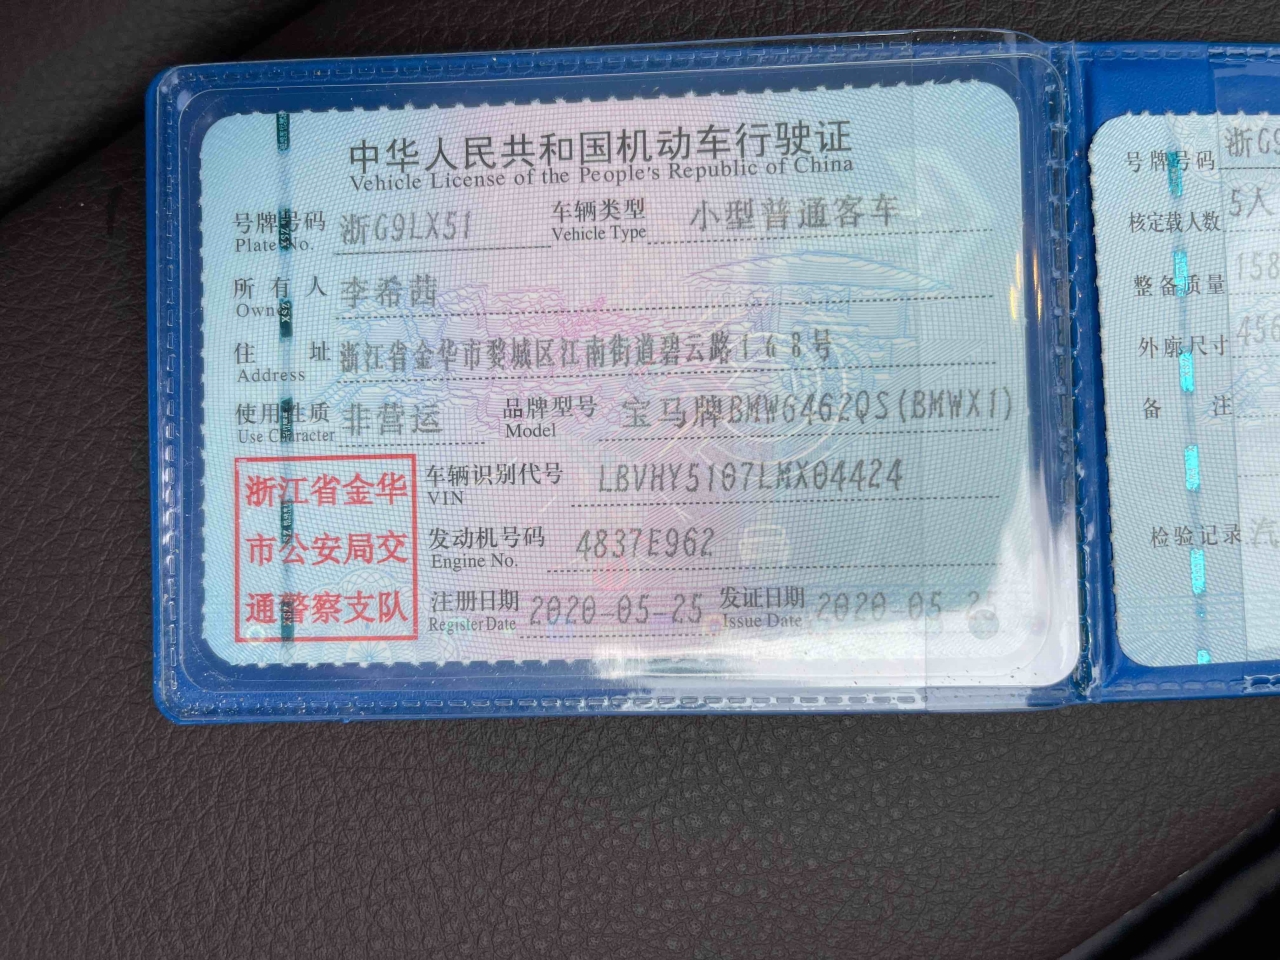 中华人民共和国机动车行驶证
Vehicle License of the People's Republic of China
号牌号码 浙G9LX51 车辆类型 小型普通客车
Plate No. Vehicle Type
所有人 李希茜
Owner
住址 浙江省金华市婺城区江南街道碧云路168号
Address
使用性质 非营运 品牌型号 宝马牌BMW6462QS(BMWX1)
Use Character Model
浙江省金华
市公安局交
通警察支队
车辆识别代号 LBVHY5107LMX04424
VIN
发动机号码 4837E962
Engine No.
注册日期 2020-05-25 发证日期 2020-05-2
Register Date Issue Date
号牌号码 浙G9
核定载人数 5人
整备质量 158
外廓尺寸 456
备注
检验记录 汽